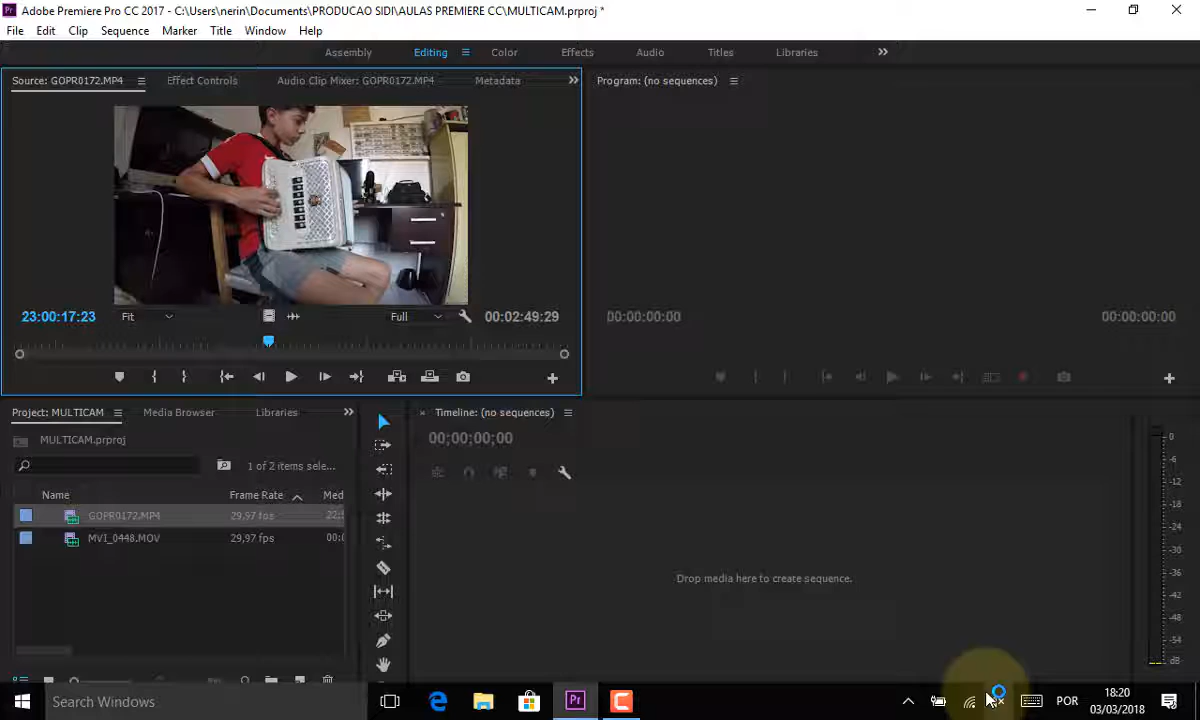 Adobe Premiere Pro CC 2017 - C:\Users\nerin\Documents\PRODUCAO SIDI\AULAS PREMIERE CC\MULTICAM.prproj *
File Edit Clip Sequence Marker Title Window Help
Assembly Editing Color Effects Audio Titles Libraries
Source: GOPR0172.MP4 Effect Controls Audio Clip Mixer: GOPR0172.MP4 Metadata
Program: (no sequences)
23:00:17:23 Fit Full 00:02:49:29
00:00:00:00 00:00:00:00
Project: MULTICAM Media Browser Libraries
Timeline: (no sequences)
MULTICAM.prproj
00;00;00;00
1 of 2 items sele...
Name Frame Rate Med
GOPR0172.MP4 29,97 fps
MVI_0448.MOV 29,97 fps
Drop media here to create sequence.
0
-6
-12
-18
-24
-30
-36
-42
-48
dB
Search Windows
POR
18:20
03/03/2018